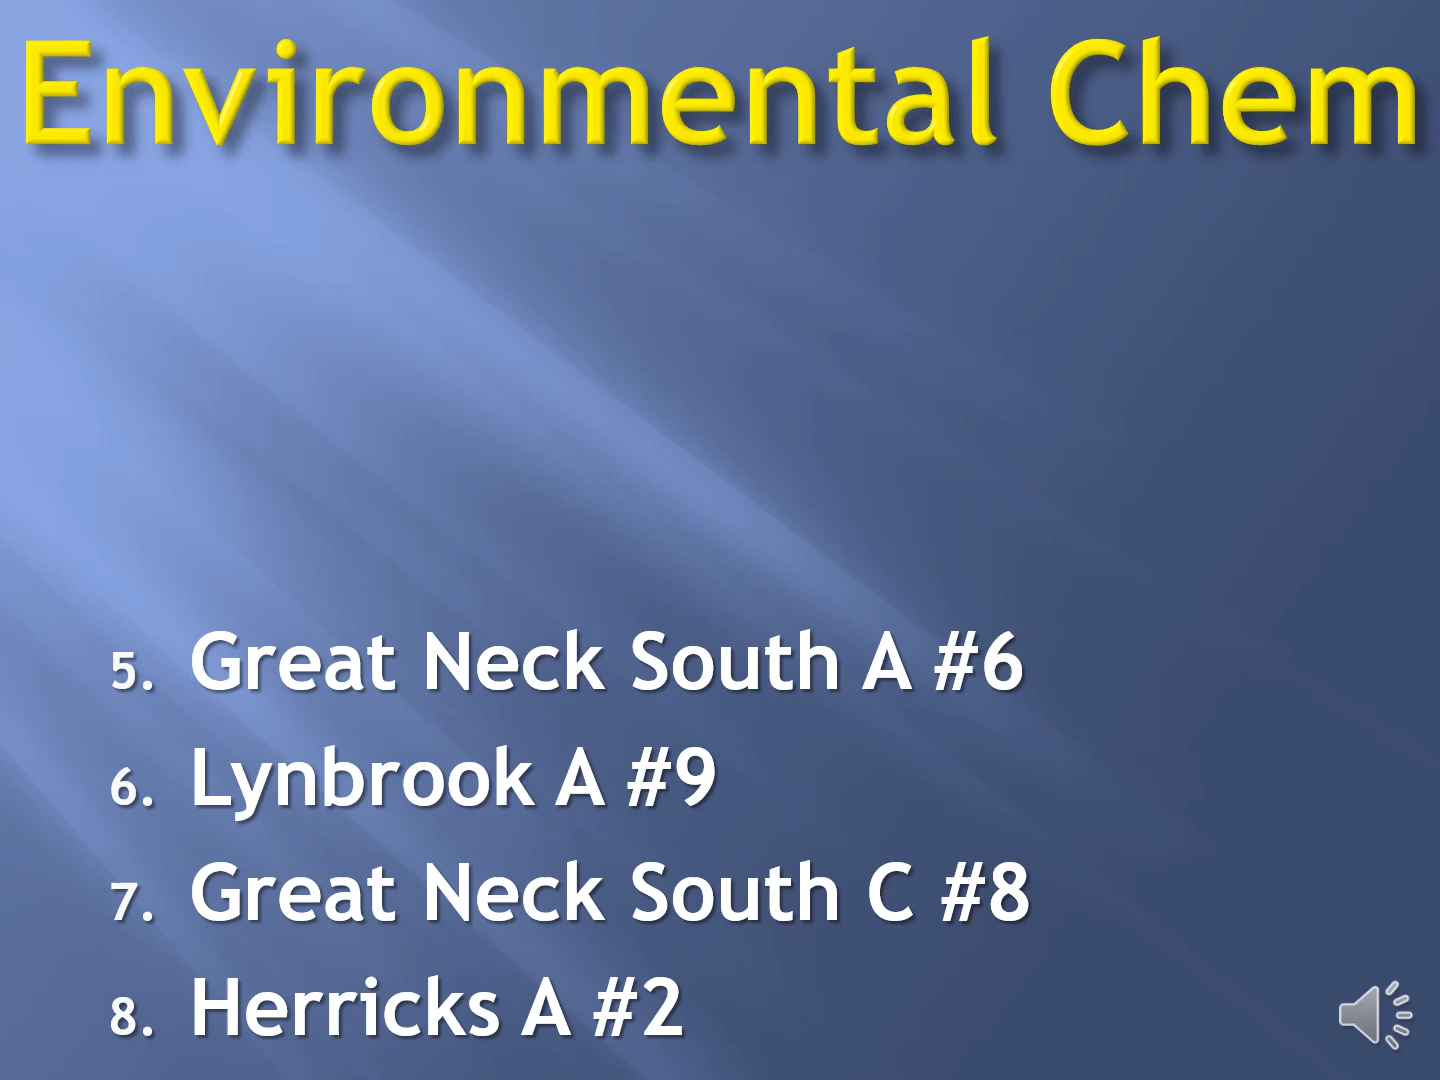 Environmental Chem
5. Great Neck South A #6
6. Lynbrook A #9
7. Great Neck South C #8
8. Herricks A #2